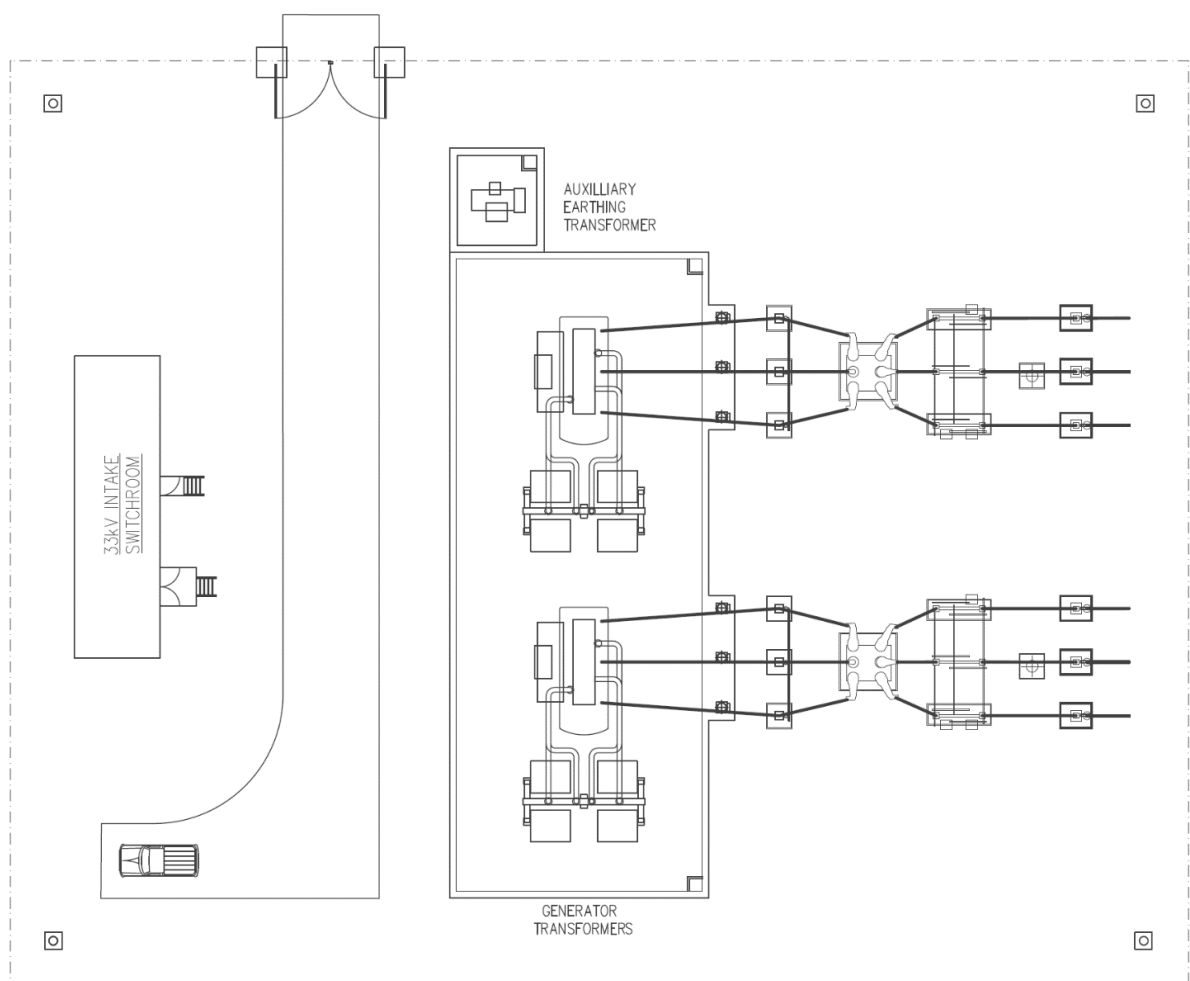 AUXILLIARY
EARTHING
TRANSFORMER
33kV INTAKE
SWITCHROOM
GENERATOR
TRANSFORMERS